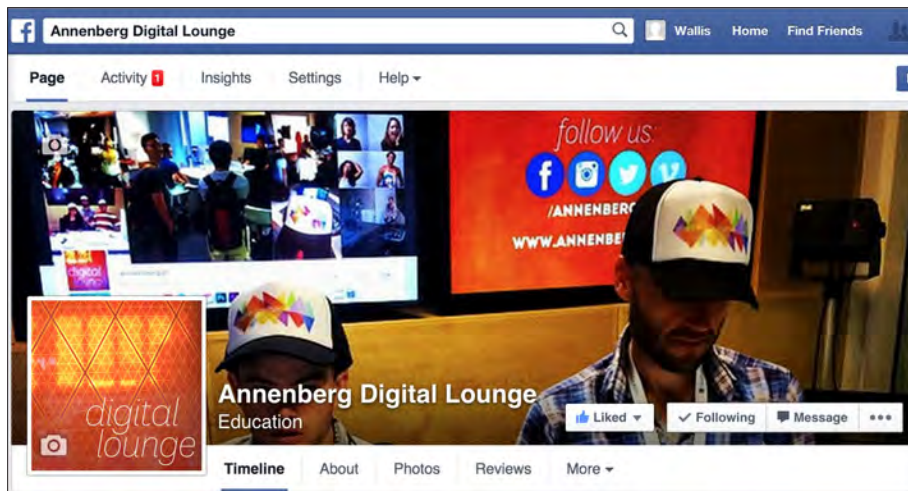 f Annenberg Digital Lounge Wallis Home Find Friends
Page Activity 1 Insights Settings Help
follow us:
f
/ANNENBERG
WWW.ANNENBE
digital
lounge
Annenberg Digital Lounge
Education
Liked Following Message
Timeline About Photos Reviews More